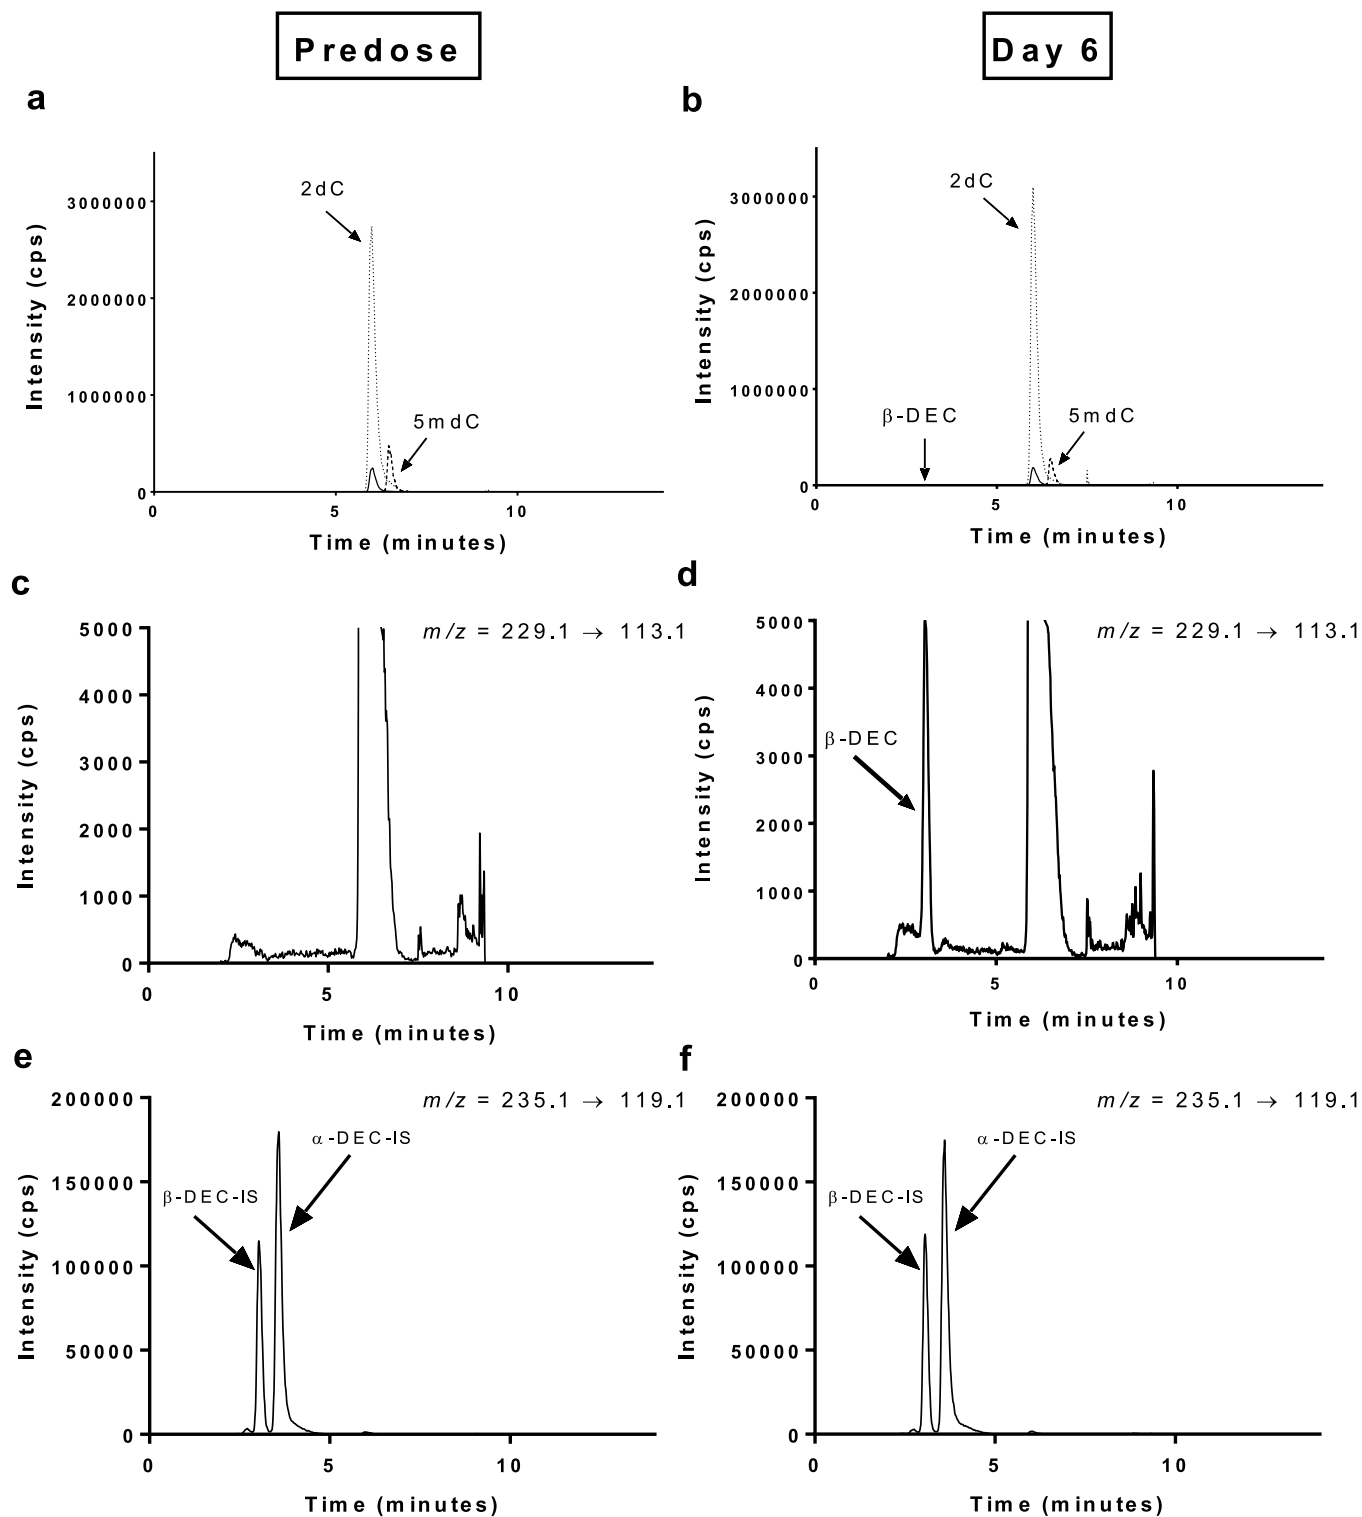 Predose
Day 6
a
b
3000000
2000000
1000000
0
Intensity (cps)
2dC
5mdC
0
5
10
Time (minutes)
3000000
2000000
1000000
0
Intensity (cps)
2dC
β-DEC
5mdC
0
5
10
Time (minutes)
c
d
m/z = 229.1 → 113.1
5000
4000
3000
2000
1000
0
Intensity (cps)
0
5
10
Time (minutes)
m/z = 229.1 → 113.1
5000
4000
3000
2000
1000
0
Intensity (cps)
β-DEC
0
5
10
Time (minutes)
e
f
m/z = 235.1 → 119.1
200000
150000
100000
50000
0
Intensity (cps)
α-DEC-IS
β-DEC-IS
0
5
10
Time (minutes)
m/z = 235.1 → 119.1
200000
150000
100000
50000
0
Intensity (cps)
α-DEC-IS
β-DEC-IS
0
5
10
Time (minutes)